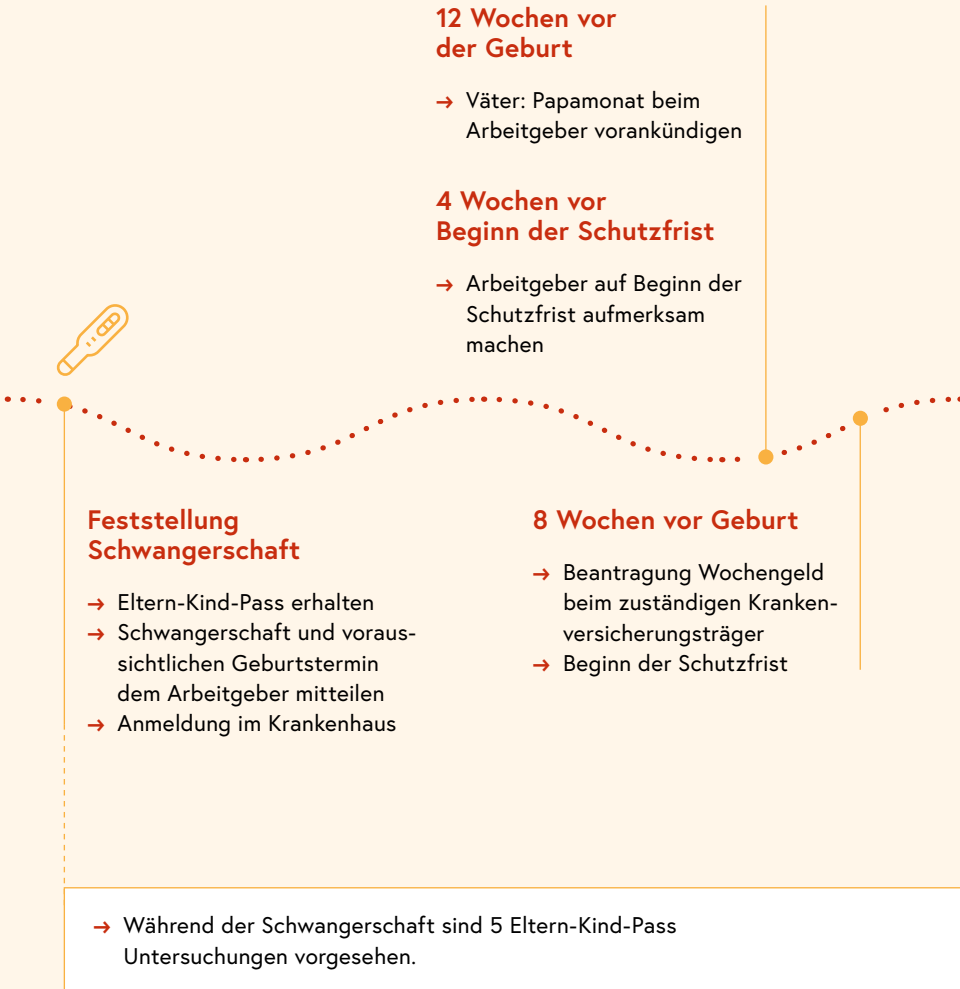 12 Wochen vor
der Geburt
→ Väter: Papamonat beim
Arbeitgeber vorankündigen
4 Wochen vor
Beginn der Schutzfrist
→ Arbeitgeber auf Beginn der
Schutzfrist aufmerksam
machen
Feststellung
Schwangerschaft
→ Eltern-Kind-Pass erhalten
→ Schwangerschaft und voraus-
sichtlichen Geburtstermin
dem Arbeitgeber mitteilen
→ Anmeldung im Krankenhaus
8 Wochen vor Geburt
→ Beantragung Wochengeld
beim zuständigen Kranken-
versicherungsträger
→ Beginn der Schutzfrist
→ Während der Schwangerschaft sind 5 Eltern-Kind-Pass
Untersuchungen vorgesehen.